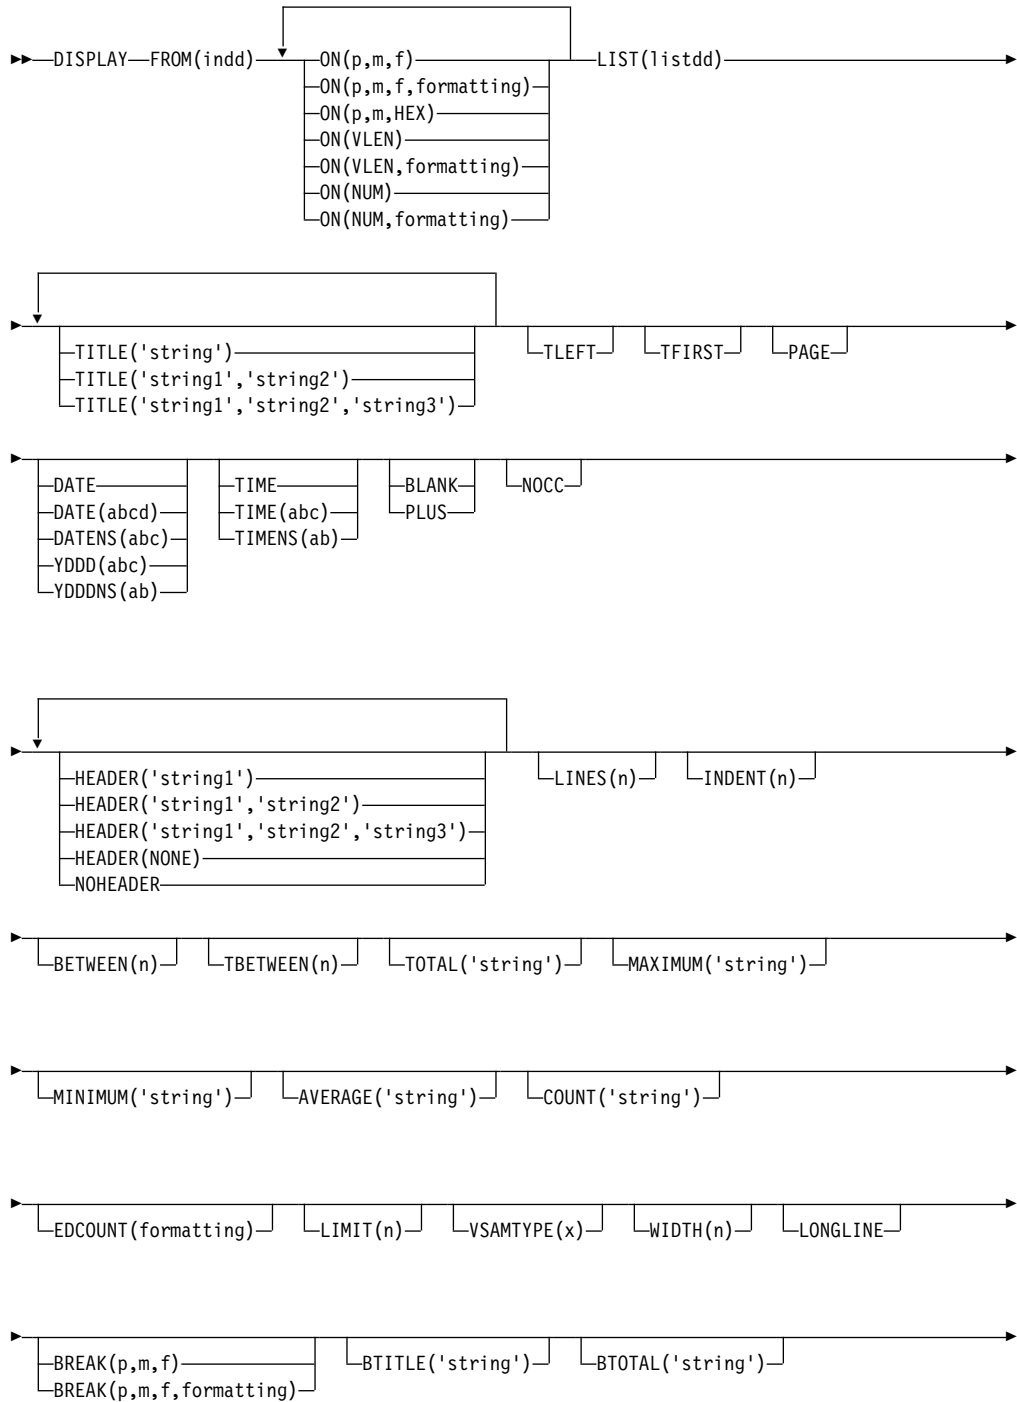 DISPLAY FROM(indd) ON(p,m,f) LIST(listdd)
ON(p,m,f,formatting)
ON(p,m,HEX)
ON(VLEN)
ON(VLEN,formatting)
ON(NUM)
ON(NUM,formatting)
TITLE('string') TLEFT TFIRST PAGE
TITLE('string1','string2')
TITLE('string1','string2','string3')
DATE TIME BLANK NOCC
DATE(abcd) TIME(abc) PLUS
DATENS(abc) TIMENS(ab)
YDDD(abc)
YDDDNS(ab)
HEADER('string1') LINES(n) INDENT(n)
HEADER('string1','string2')
HEADER('string1','string2','string3')
HEADER(NONE)
NOHEADER
BETWEEN(n) TBETWEEN(n) TOTAL('string') MAXIMUM('string')
MINIMUM('string') AVERAGE('string') COUNT('string')
EDCOUNT(formatting) LIMIT(n) VSAMTYPE(x) WIDTH(n) LONGLINE
BREAK(p,m,f) BTITLE('string') BTOTAL('string')
BREAK(p,m,f,formatting)